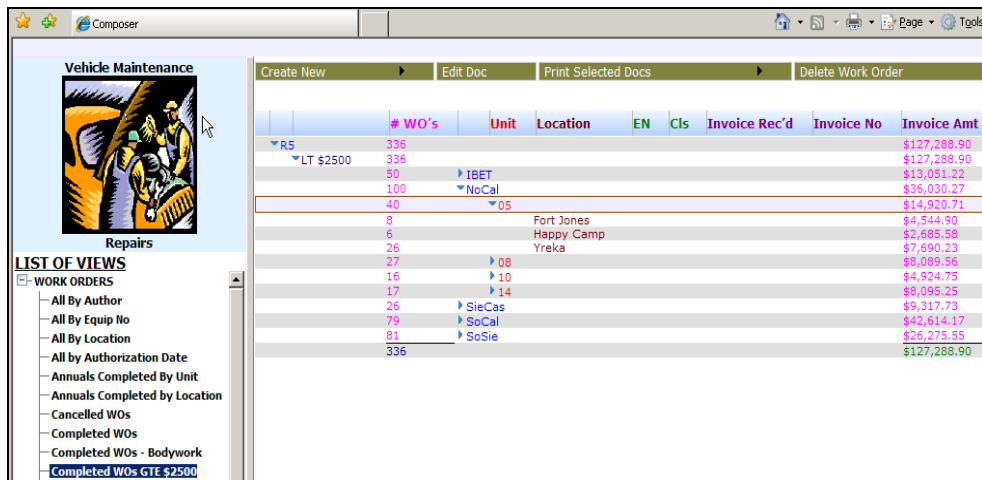 Composer
Page
Tools
Vehicle Maintenance
Repairs
LIST OF VIEWS
WORK ORDERS
All By Author
All By Equip No
All By Location
All by Authorization Date
Annuals Completed By Unit
Annuals Completed by Location
Cancelled WOs
Completed WOs
Completed WOs - Bodywork
Completed WOs GTE $2500
Create New Edit Doc Print Selected Docs Delete Work Order
# WO's Unit Location EN Cls Invoice Rec'd Invoice No Invoice Amt
R5 336 $127,288.90
LT $2500 336 $127,288.90
50 IBET $13,051.22
100 NoCal $36,030.27
40 05 $14,920.71
8 Fort Jones $4,544.90
6 Happy Camp $2,685.58
26 Yreka $7,690.23
27 08 $8,089.56
16 10 $4,924.75
17 14 $8,095.25
26 SieCas $9,317.73
79 SoCal $42,614.17
81 SoSie $26,275.55
336 $127,288.90